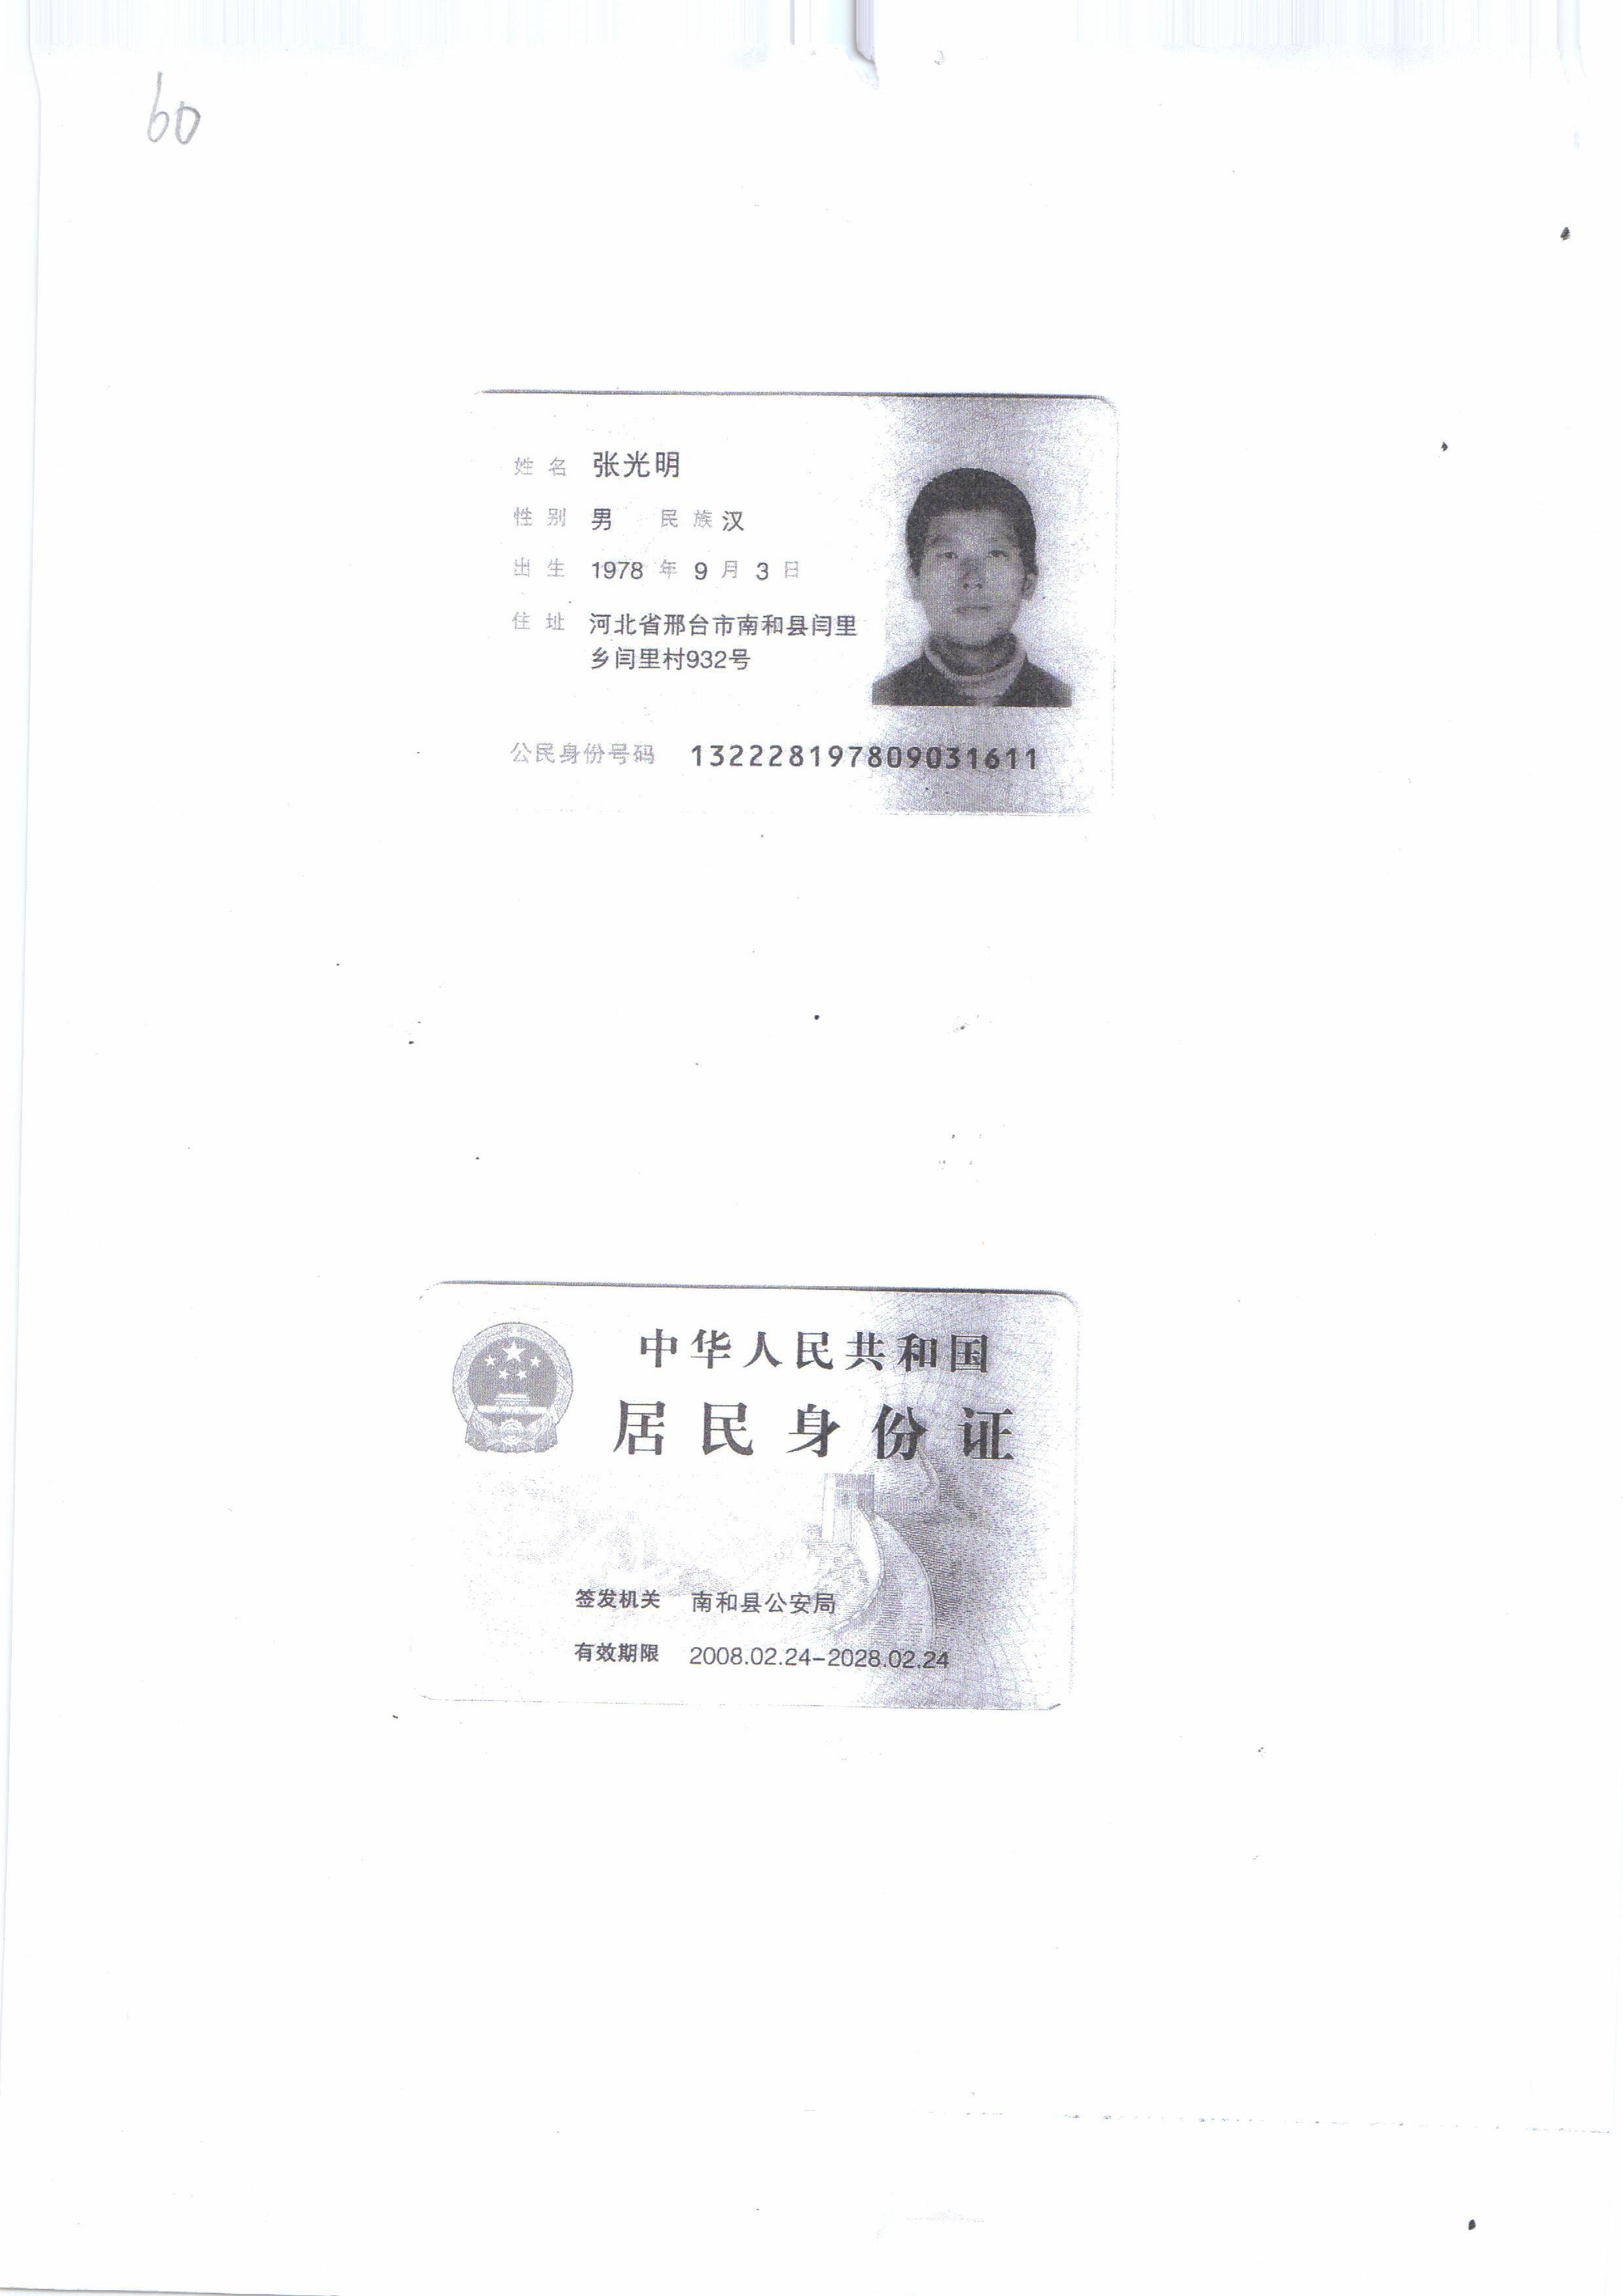 60
姓名 张光明
性别 男 民族 汉
出生 1978 年 9 月 3 日
住址 河北省邢台市南和县闫里
乡闫里村932号
公民身份号码 132228197809031611
中华人民共和国
居民身份证
签发机关 南和县公安局
有效期限 2008.02.24-2028.02.24